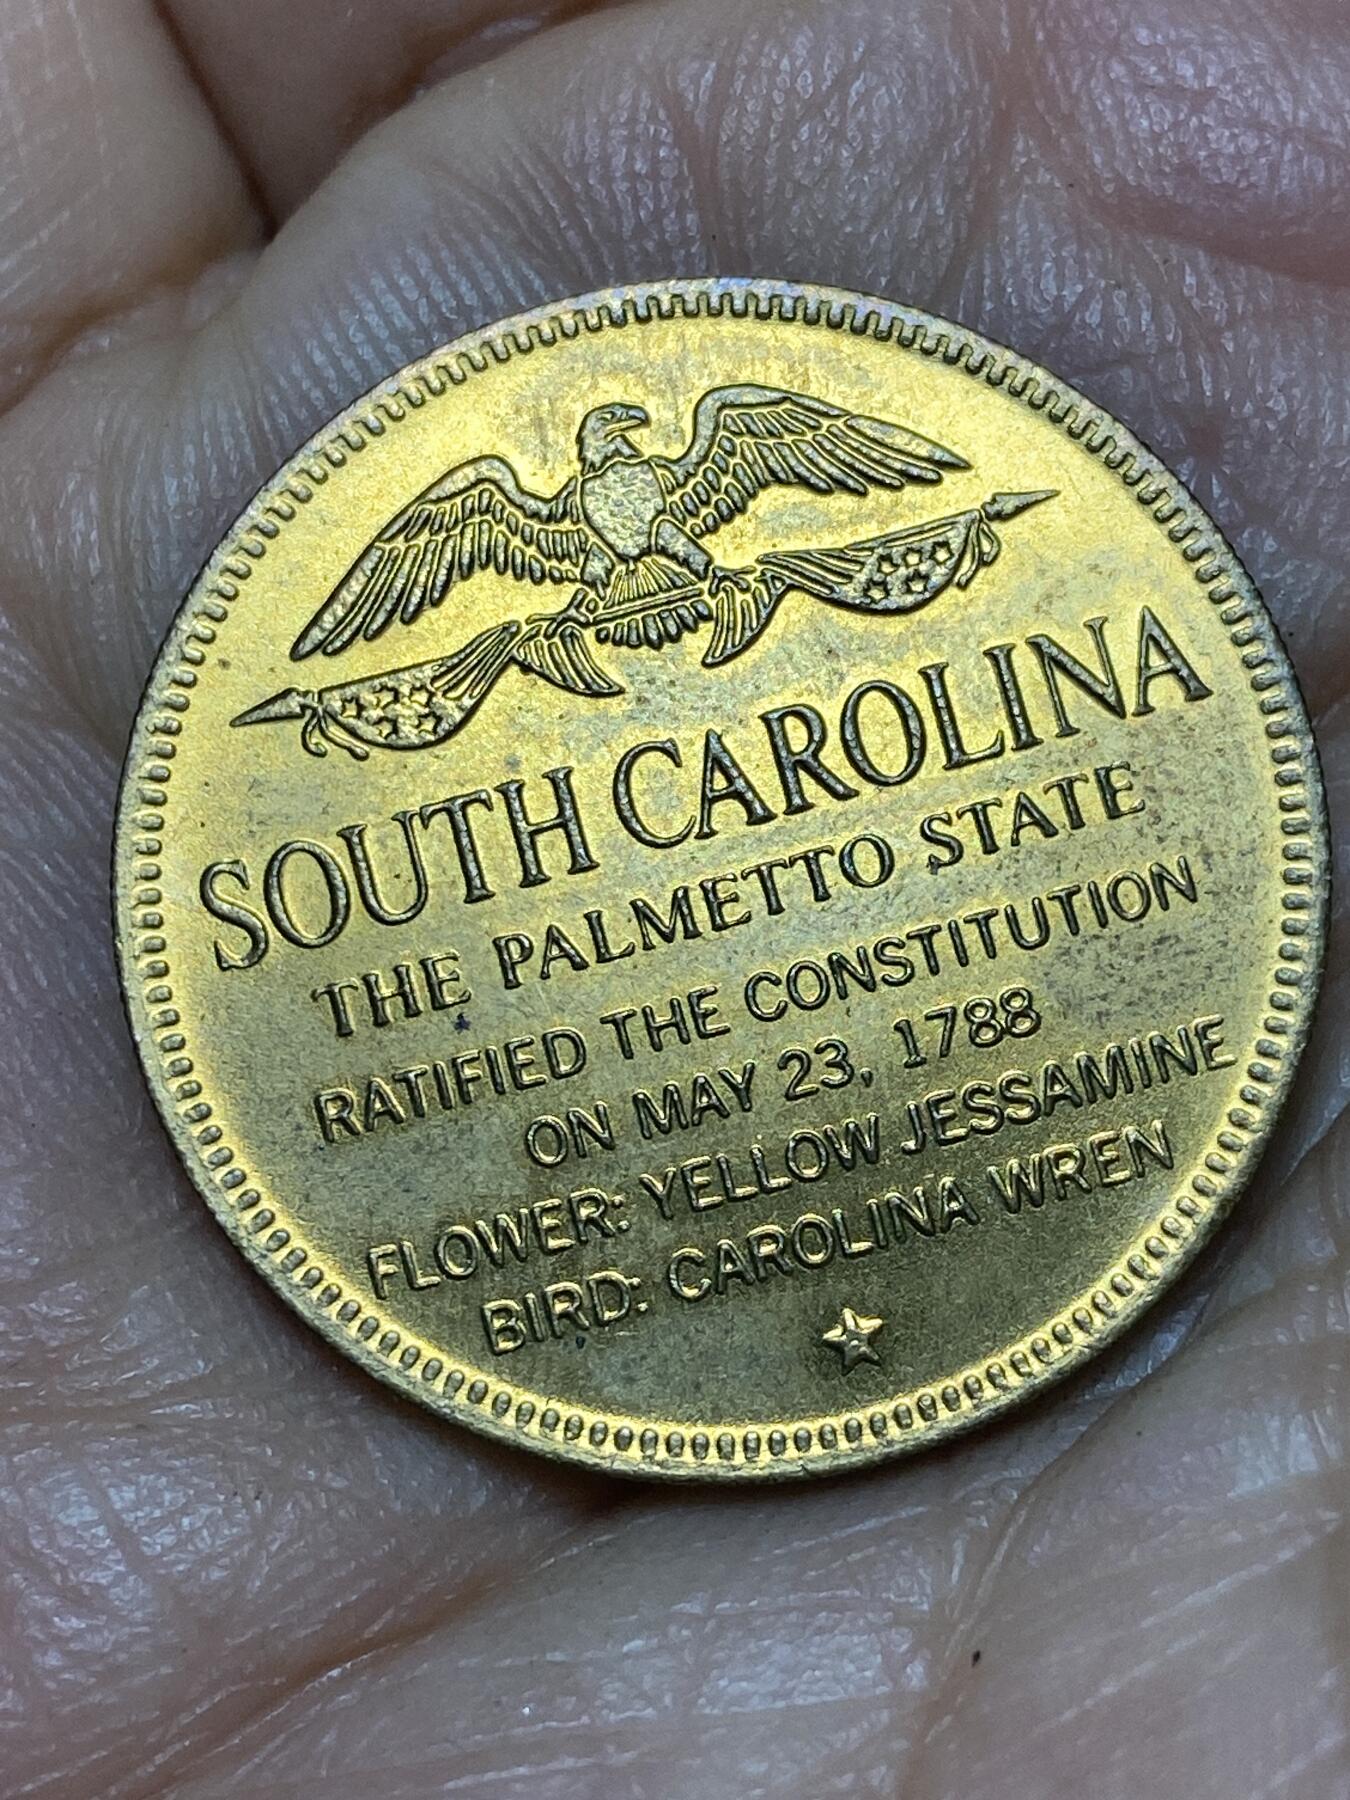 SOUTH CAROLINA
THE PALMETTO STATE
RATIFIED THE CONSTITUTION
ON MAY 23, 1788
FLOWER: YELLOW JESSAMINE
BIRD: CAROLINA WREN